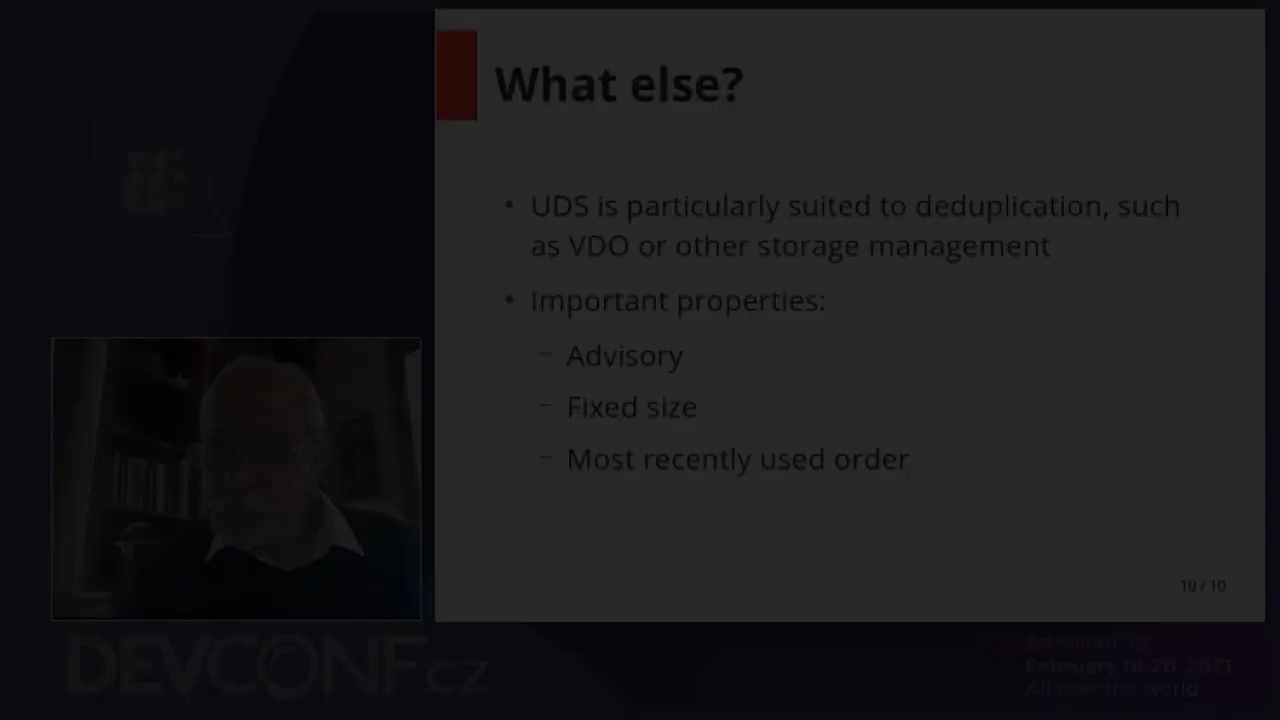 What else?
• UDS is particularly suited to deduplication, such
as VDO or other storage management
• Important properties:
– Advisory
– Fixed size
– Most recently used order
10 / 10
DEVCONF.cz
February 18-20, 2021
All over the world